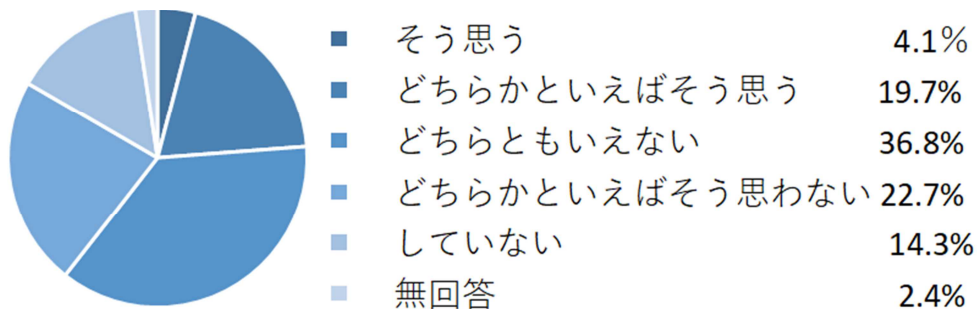 そう思う 4.1％
どちらかといえばそう思う 19.7%
どちらともいえない 36.8%
どちらかといえばそう思わない 22.7%
していない 14.3%
無回答 2.4%